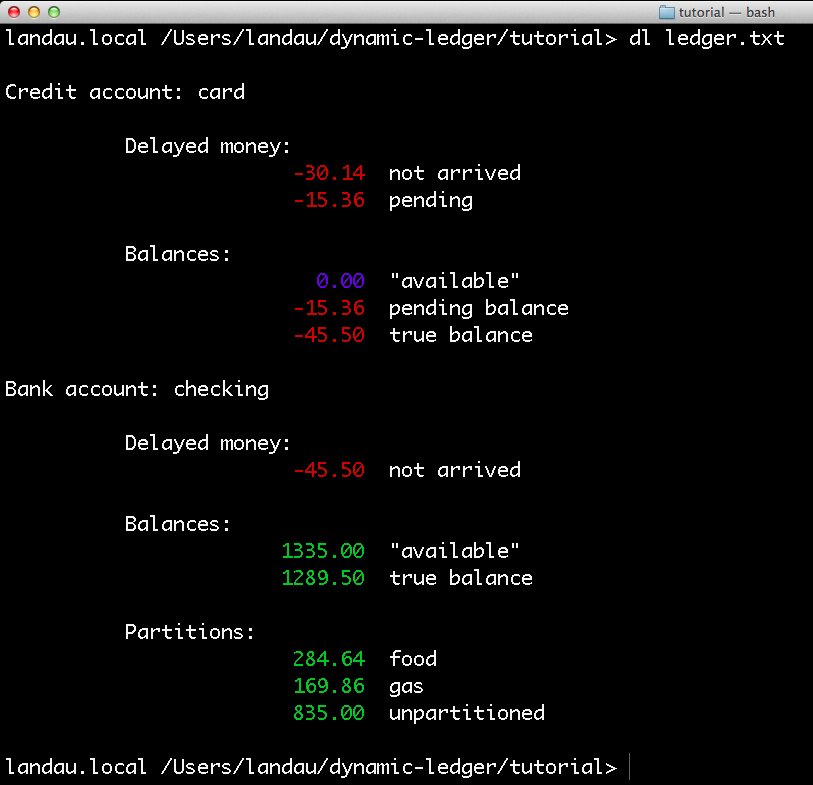 tutorial — bash
landau.local /Users/landau/dynamic-ledger/tutorial> dl ledger.txt
Credit account: card
Delayed money:
-30.14 not arrived
-15.36 pending
Balances:
0.00 "available"
-15.36 pending balance
-45.50 true balance
Bank account: checking
Delayed money:
-45.50 not arrived
Balances:
1335.00 "available"
1289.50 true balance
Partitions:
284.64 food
169.86 gas
835.00 unpartitioned
landau.local /Users/landau/dynamic-ledger/tutorial>